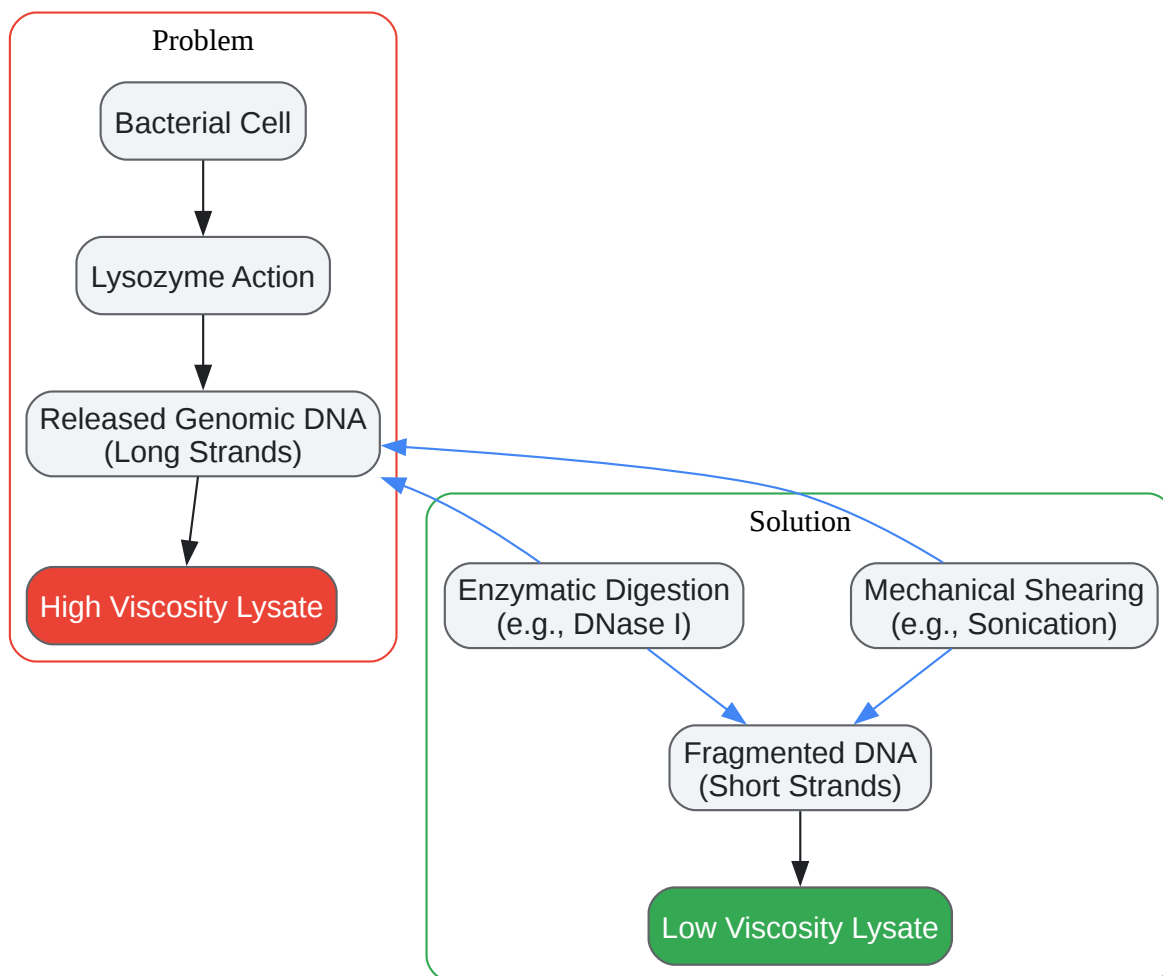 Problem
Bacterial Cell
Lysozyme Action
Released Genomic DNA
(Long Strands)
High Viscosity Lysate
Solution
Enzymatic Digestion
(e.g., DNase I)
Mechanical Shearing
(e.g., Sonication)
Fragmented DNA
(Short Strands)
Low Viscosity Lysate